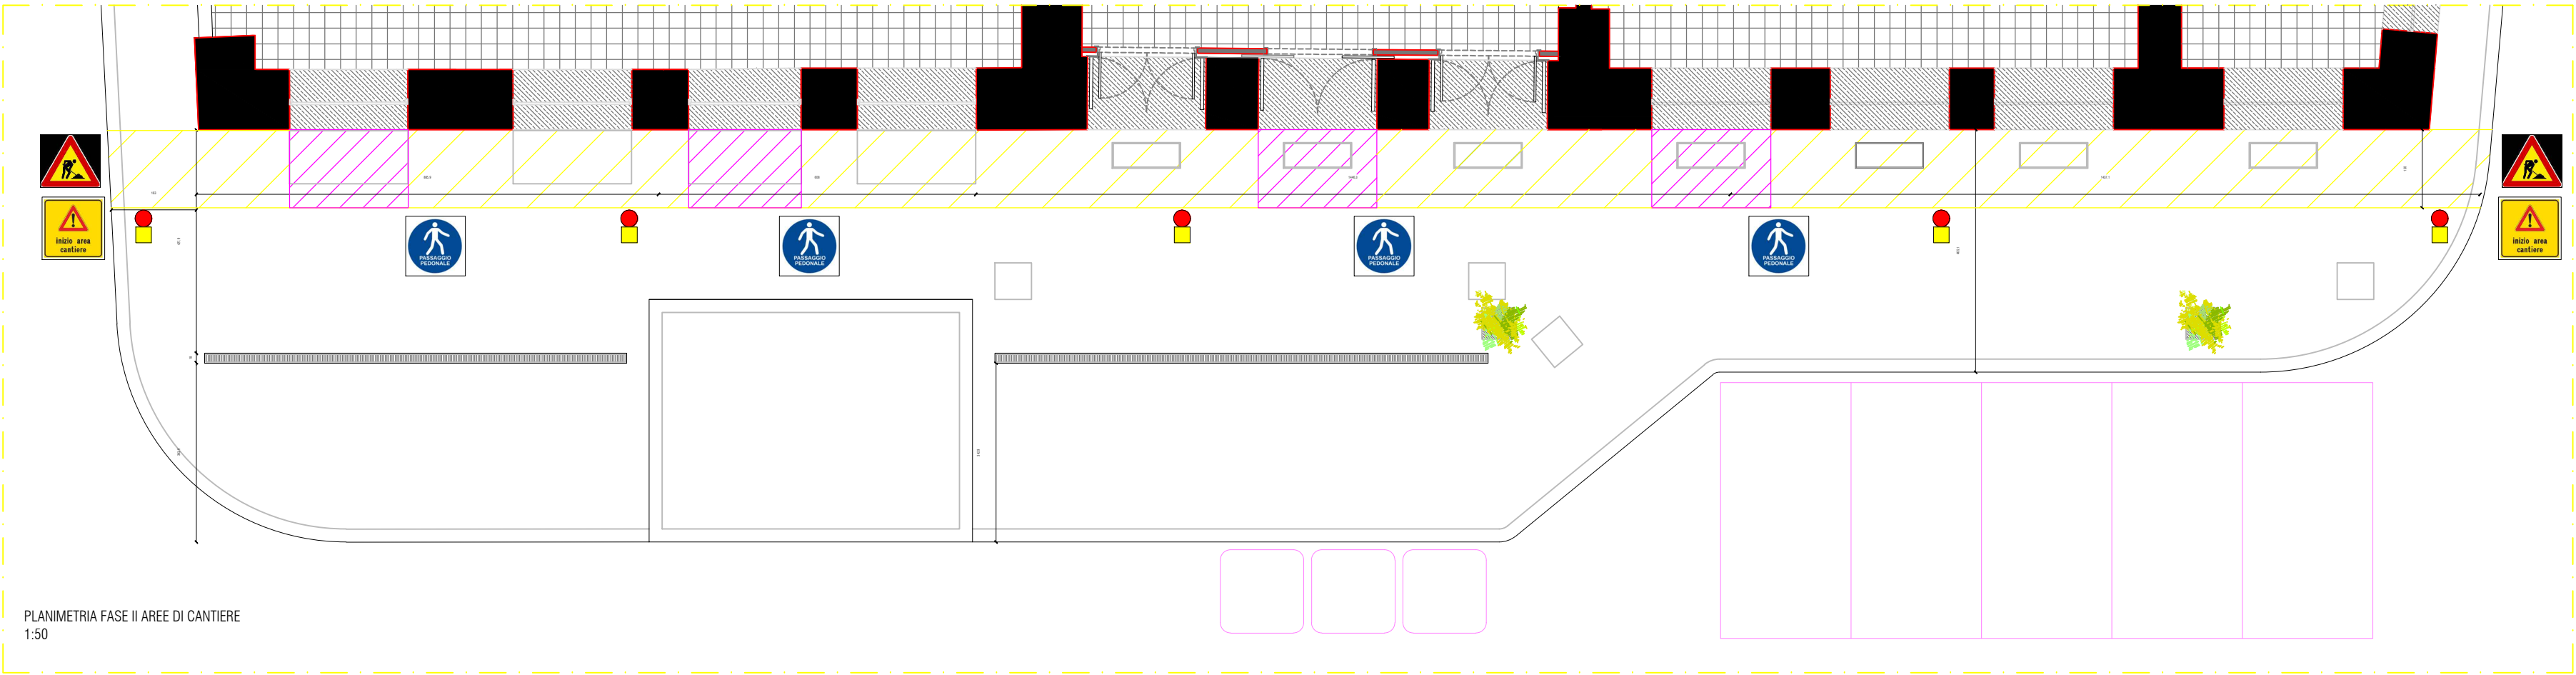 inizio area
cantiere
PASSAGGIO
PEDONALE
PASSAGGIO
PEDONALE
PASSAGGIO
PEDONALE
PASSAGGIO
PEDONALE
inizio area
cantiere
PLANIMETRIA FASE II AREE DI CANTIERE
1:50